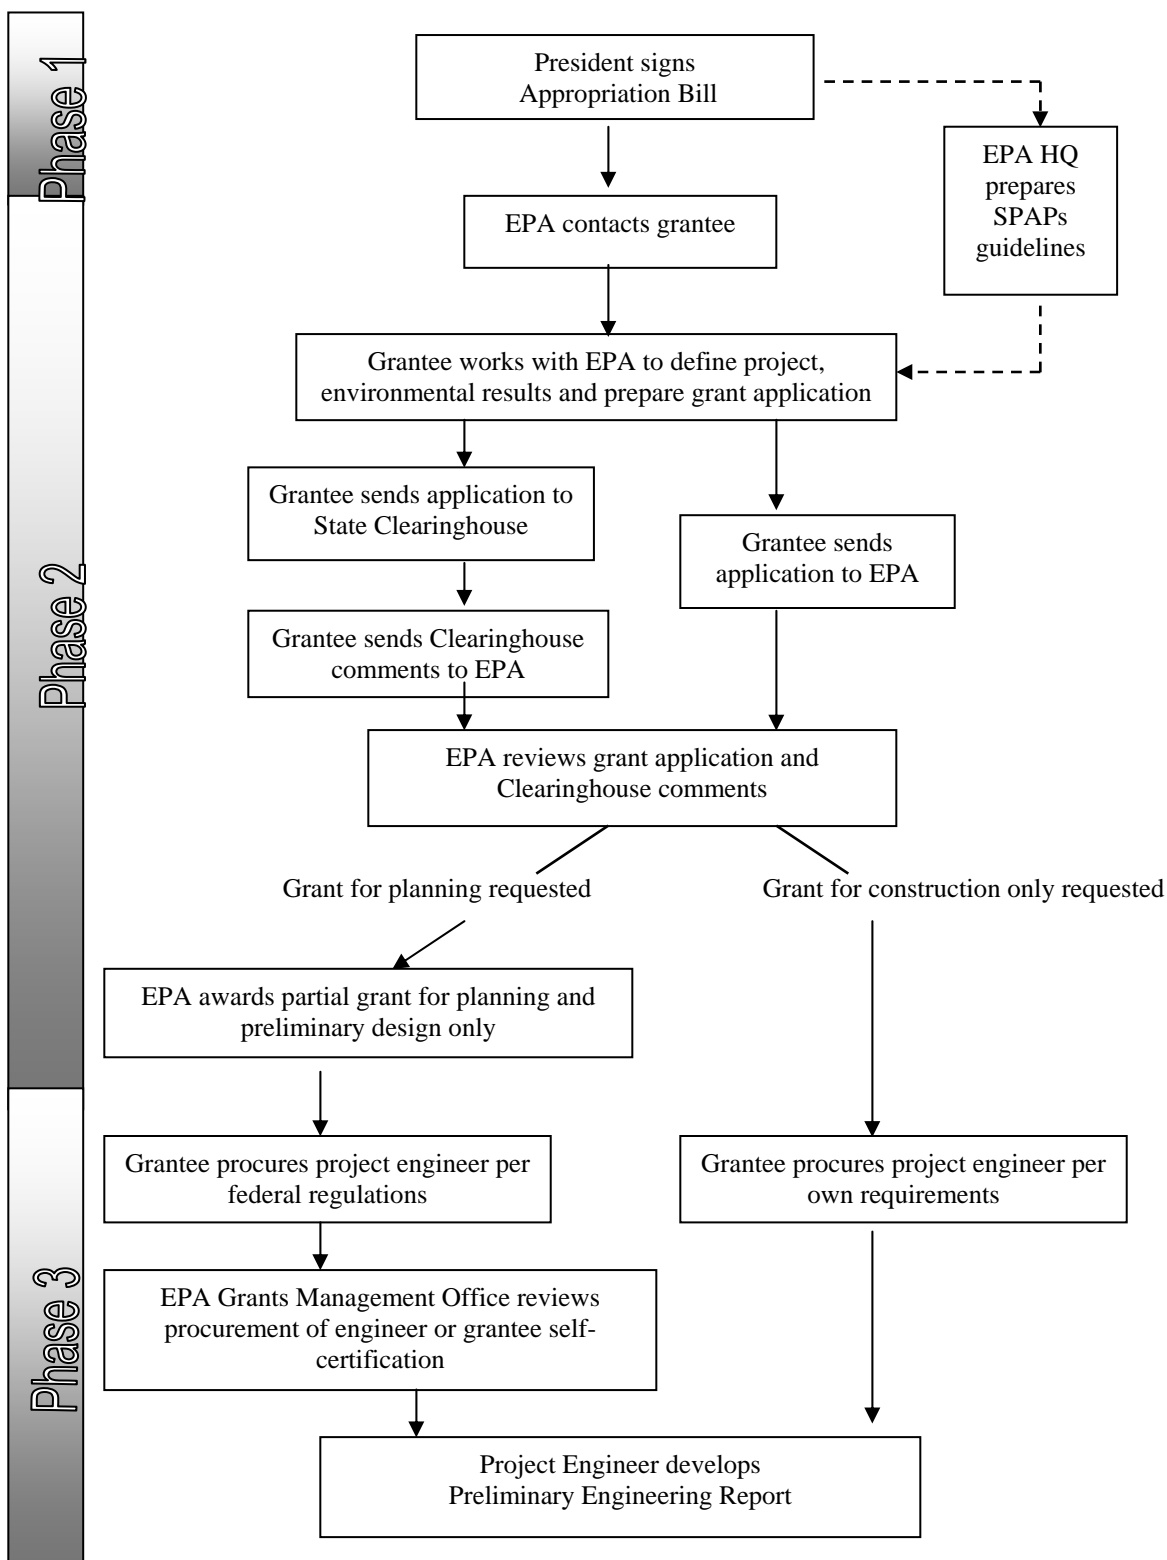 Phase 1
President signs
Appropriation Bill
EPA HQ
prepares
SPAPs
guidelines
EPA contacts grantee
Phase 2
Grantee works with EPA to define project,
environmental results and prepare grant application
Grantee sends application to
State Clearinghouse
Grantee sends
application to EPA
Grantee sends Clearinghouse
comments to EPA
EPA reviews grant application and
Clearinghouse comments
Grant for planning requested
Grant for construction only requested
EPA awards partial grant for planning and
preliminary design only
Phase 3
Grantee procures project engineer per
federal regulations
Grantee procures project engineer per
own requirements
EPA Grants Management Office reviews
procurement of engineer or grantee self-
certification
Project Engineer develops
Preliminary Engineering Report